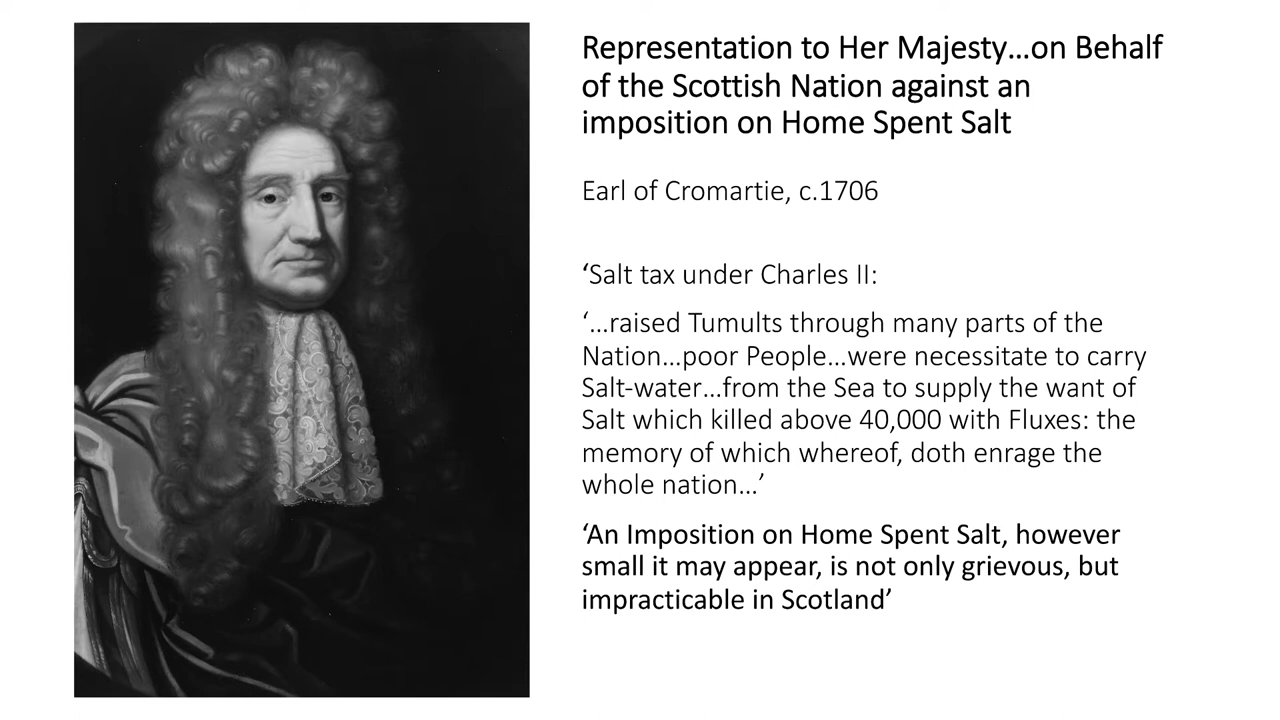 Representation to Her Majesty…on Behalf
of the Scottish Nation against an
imposition on Home Spent Salt
Earl of Cromartie, c.1706
‘Salt tax under Charles II:
‘…raised Tumults through many parts of the
Nation…poor People…were necessitate to carry
Salt-water…from the Sea to supply the want of
Salt which killed above 40,000 with Fluxes: the
memory of which whereof, doth enrage the
whole nation…’
‘An Imposition on Home Spent Salt, however
small it may appear, is not only grievous, but
impracticable in Scotland’